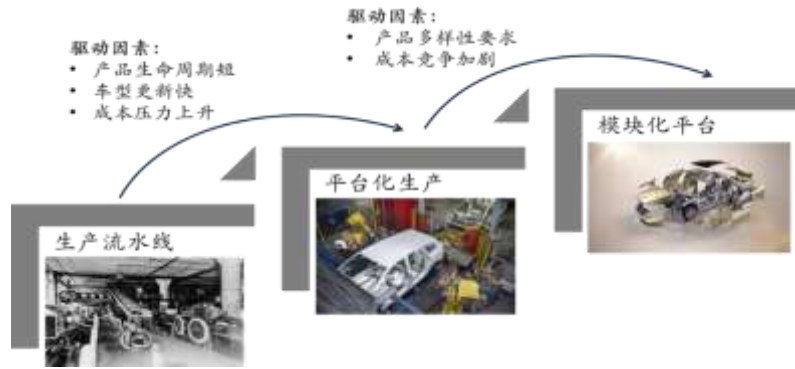 驱动因素：
• 产品生命周期短
• 车型更新快
• 成本压力上升
驱动因素：
• 产品多样性要求
• 成本竞争加剧
生产流水线
平台化生产
模块化平台